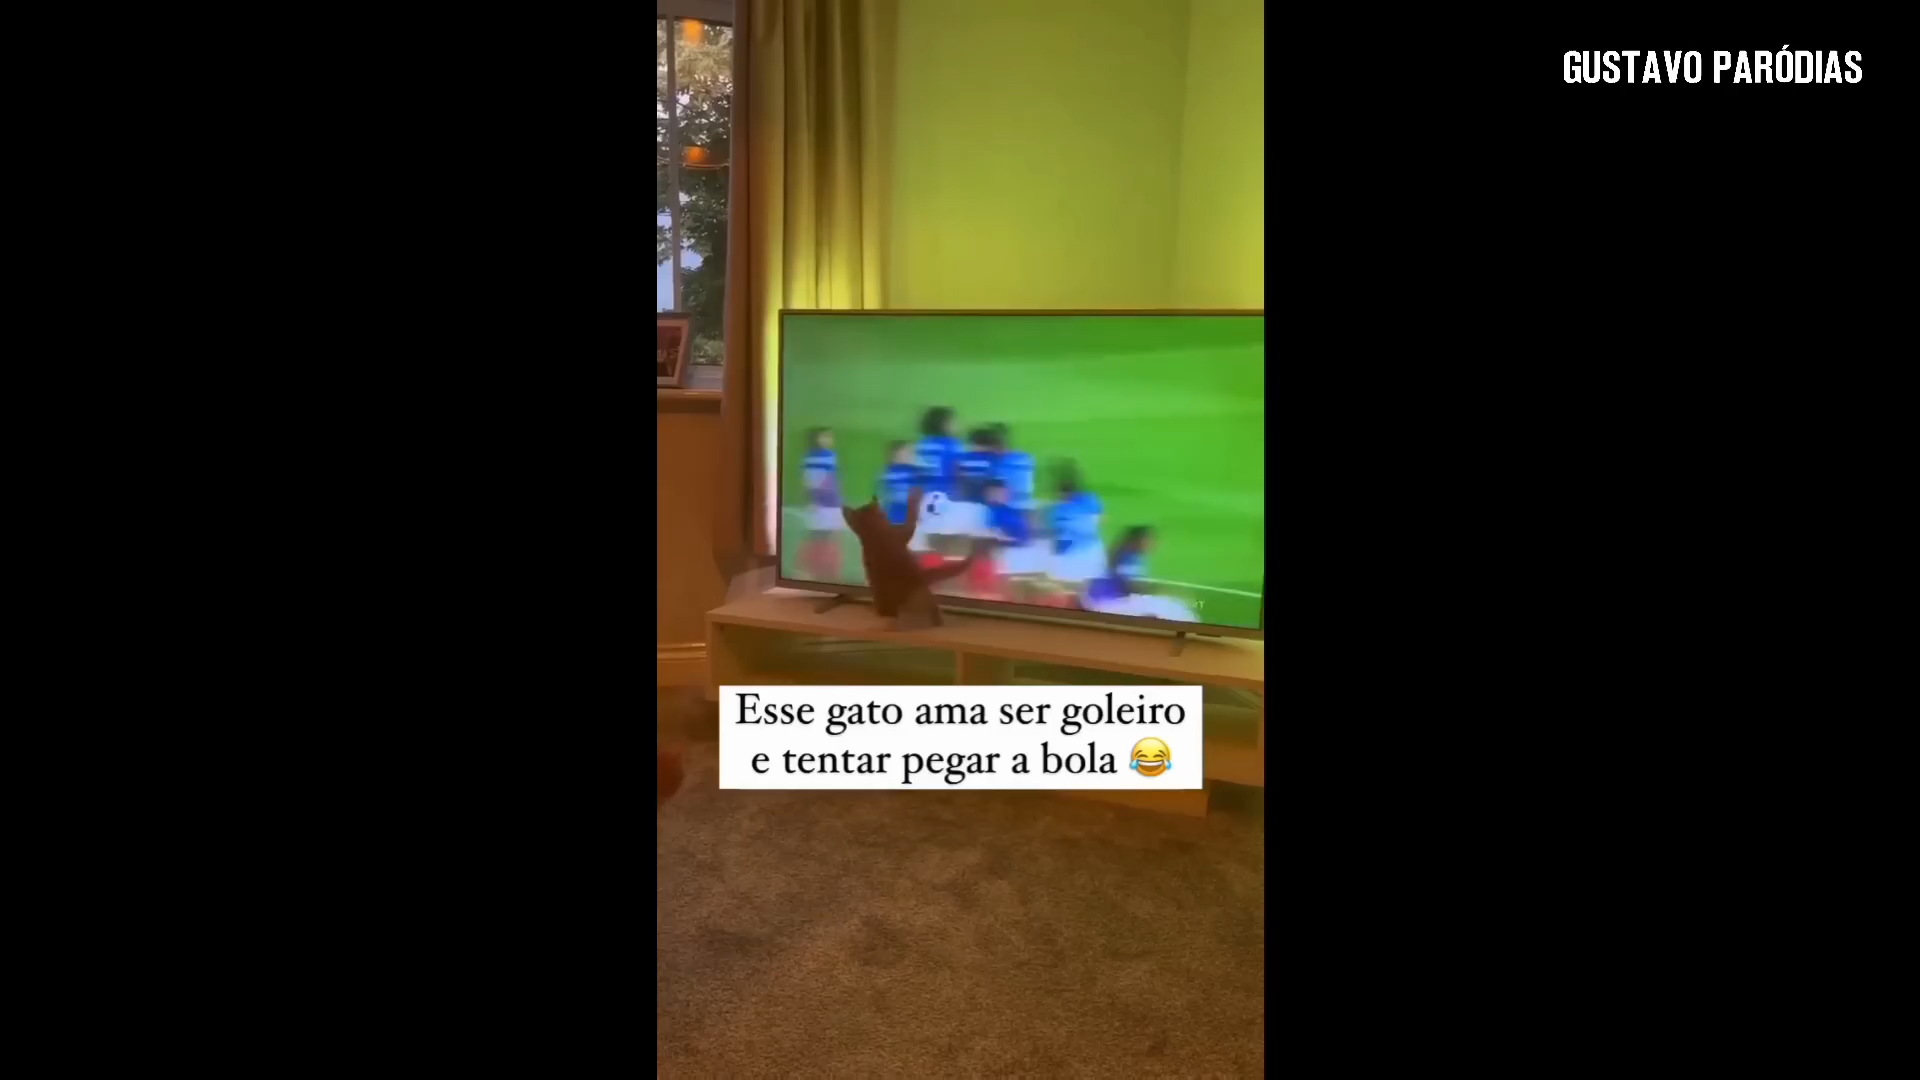 GUSTAVO PARÓDIAS
Esse gato ama ser goleiro
e tentar pegar a bola 😂